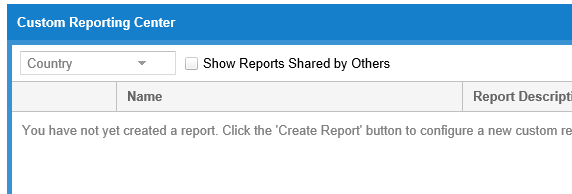 Custom Reporting Center
Country Show Reports Shared by Others
Name Report Descripti
You have not yet created a report. Click the 'Create Report' button to configure a new custom re